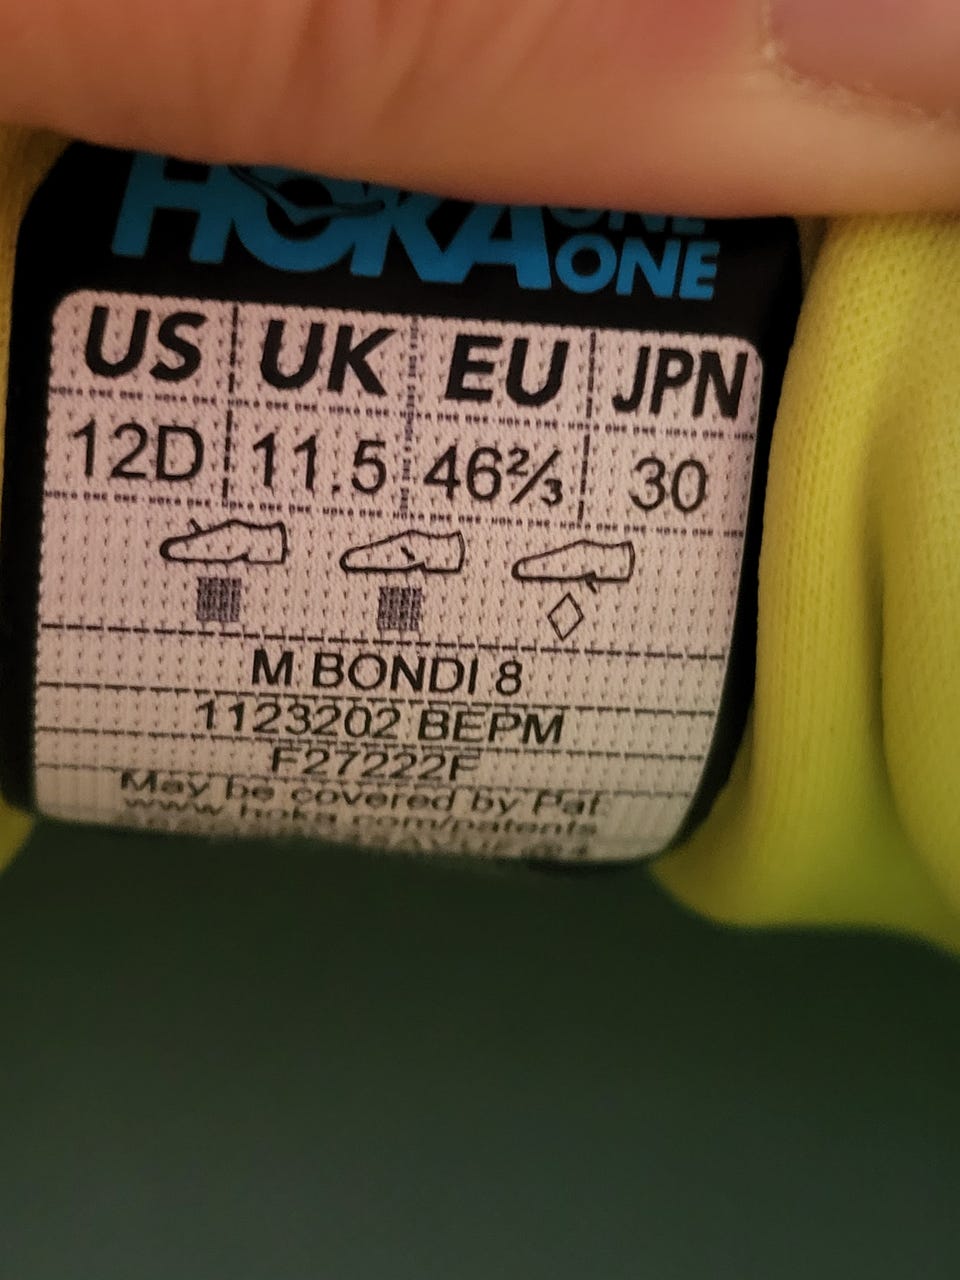 HOKA ONE
ONE
US UK EU JPN
12D 11.5 46⅔ 30
M BONDI 8
1123202 BEPM
F27222F
May be covered by Pat.
www.hoka.com/patents